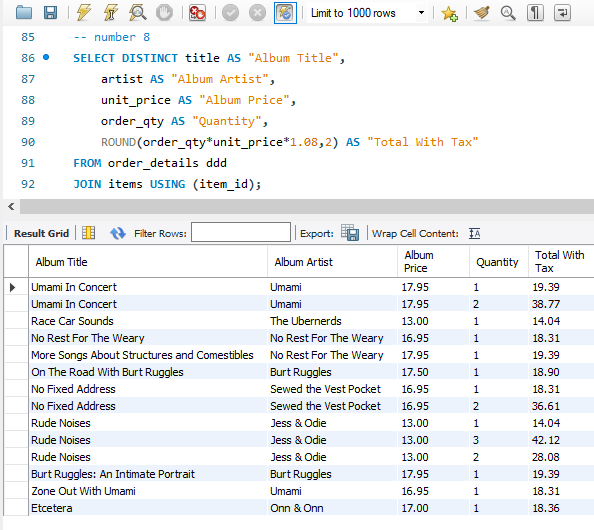 Limit to 1000 rows
85 -- number 8
86 SELECT DISTINCT title AS "Album Title",
87 artist AS "Album Artist",
88 unit_price AS "Album Price",
89 order_qty AS "Quantity",
90 ROUND(order_qty*unit_price*1.08,2) AS "Total With Tax"
91 FROM order_details ddd
92 JOIN items USING (item_id);
Result Grid Filter Rows: Export: Wrap Cell Content: IA
Album Title Album Artist Album Price Quantity Total With Tax
Umami In Concert Umami 17.95 1 19.39
Umami In Concert Umami 17.95 2 38.77
Race Car Sounds The Ubernerds 13.00 1 14.04
No Rest For The Weary No Rest For The Weary 16.95 1 18.31
More Songs About Structures and Comestibles No Rest For The Weary 17.95 1 19.39
On The Road With Burt Ruggles Burt Ruggles 17.50 1 18.90
No Fixed Address Sewed the Vest Pocket 16.95 1 18.31
No Fixed Address Sewed the Vest Pocket 16.95 2 36.61
Rude Noises Jess & Odie 13.00 1 14.04
Rude Noises Jess & Odie 13.00 3 42.12
Rude Noises Jess & Odie 13.00 2 28.08
Burt Ruggles: An Intimate Portrait Burt Ruggles 17.95 1 19.39
Zone Out With Umami Umami 16.95 1 18.31
Etcetera Onn & Onn 17.00 1 18.36